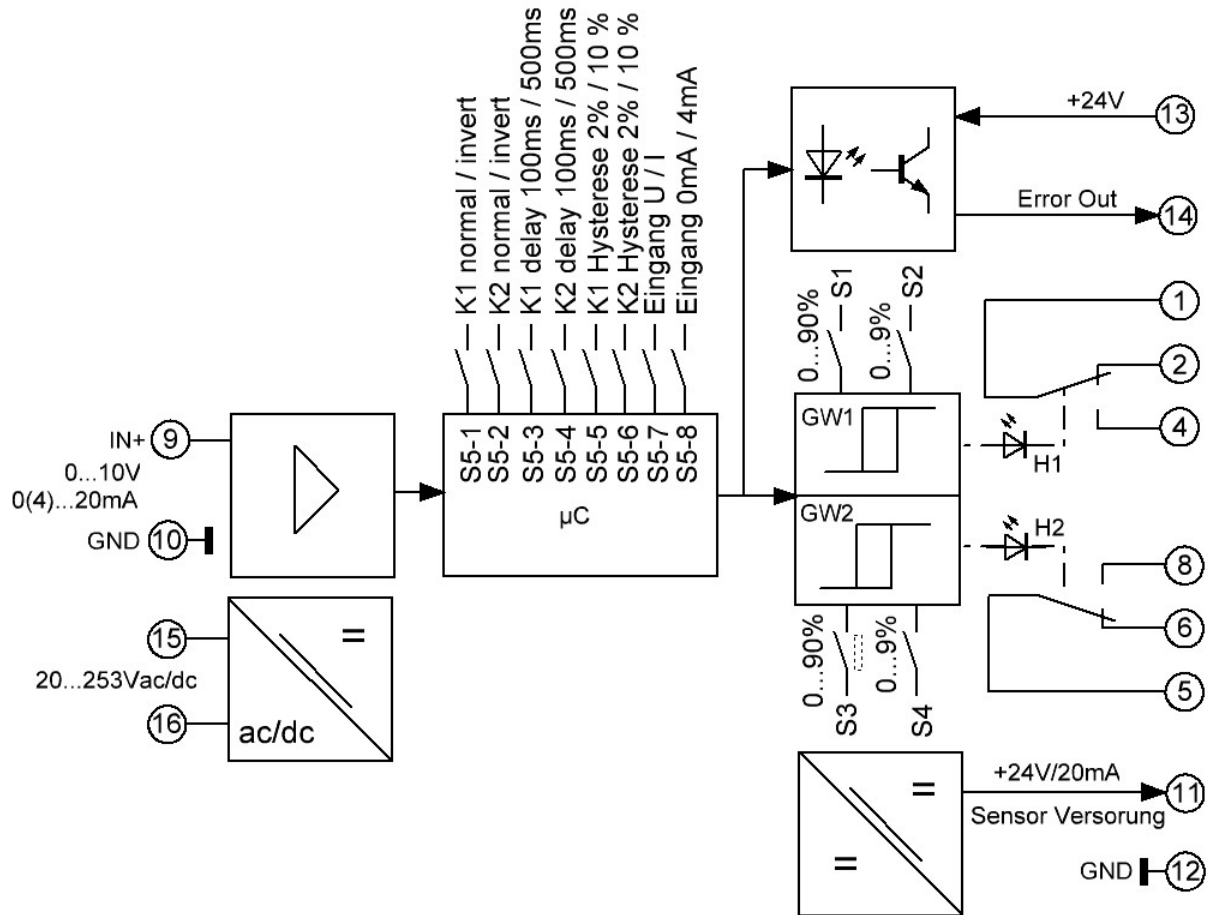 K1 normal / invert
K2 normal / invert
K1 delay 100ms / 500ms
K2 delay 100ms / 500ms
K1 Hysterese 2% / 10 %
K2 Hysterese 2% / 10 %
Eingang U / I
Eingang 0mA / 4mA
S5-1
S5-2
S5-3
S5-4
S5-5
S5-6
S5-7
S5-8
µC
IN+ 9
0...10V
0(4)...20mA
GND 10
15
20...253Vac/dc
16
ac/dc
=
+24V 13
Error Out 14
0...90% S1
0...9% S2
GW1
GW2
H1
H2
1
2
4
8
6
5
0...90% S3
0...9% S4
=
=
+24V/20mA 11
Sensor Versorung
GND 12